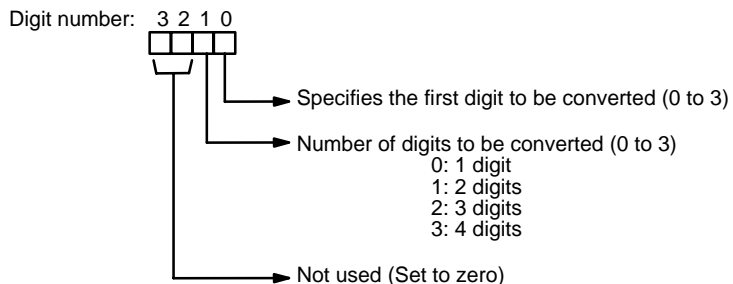 Digit number: 3 2 1 0
Specifies the first digit to be converted (0 to 3)
Number of digits to be converted (0 to 3)
0: 1 digit
1: 2 digits
2: 3 digits
3: 4 digits
Not used (Set to zero)